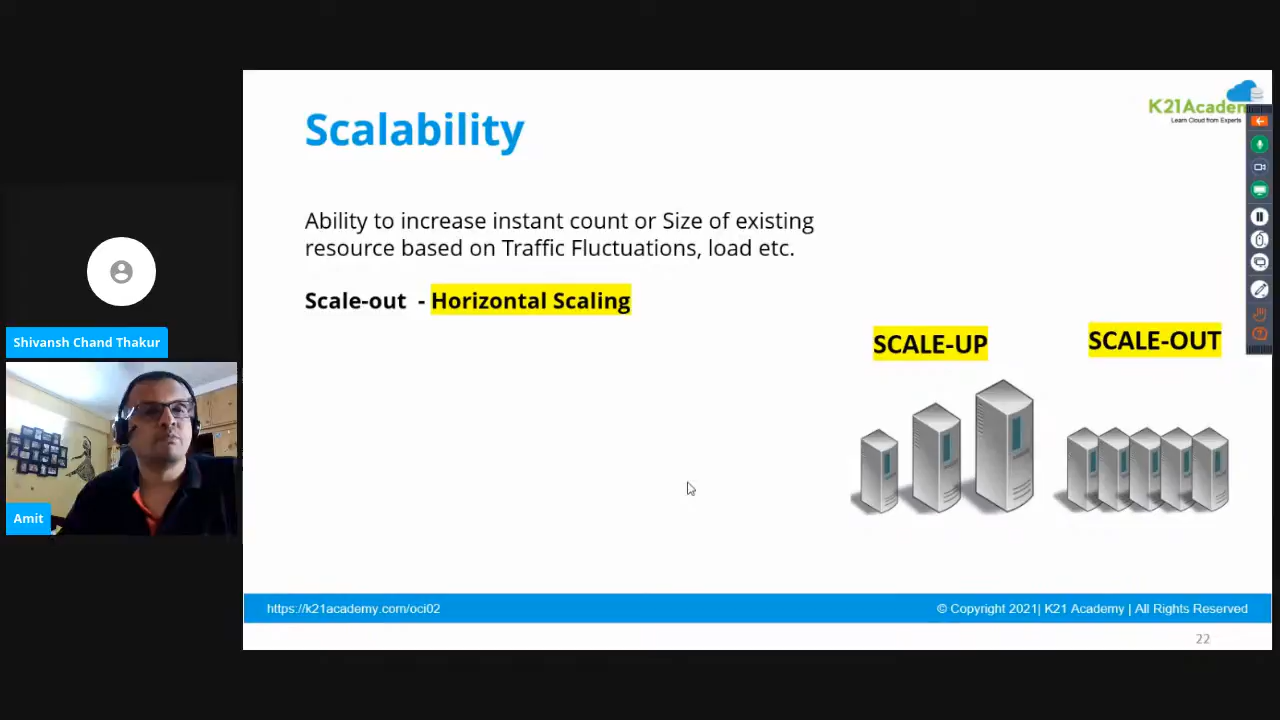 Scalability
K21Academ
Learn Cloud from Experts
Ability to increase instant count or Size of existing
resource based on Traffic Fluctuations, load etc.
Scale-out - Horizontal Scaling
SCALE-UP
SCALE-OUT
Shivansh Chand Thakur
Amit
https://k21academy.com/oci02
© Copyright 2021| K21 Academy | All Rights Reserved
22